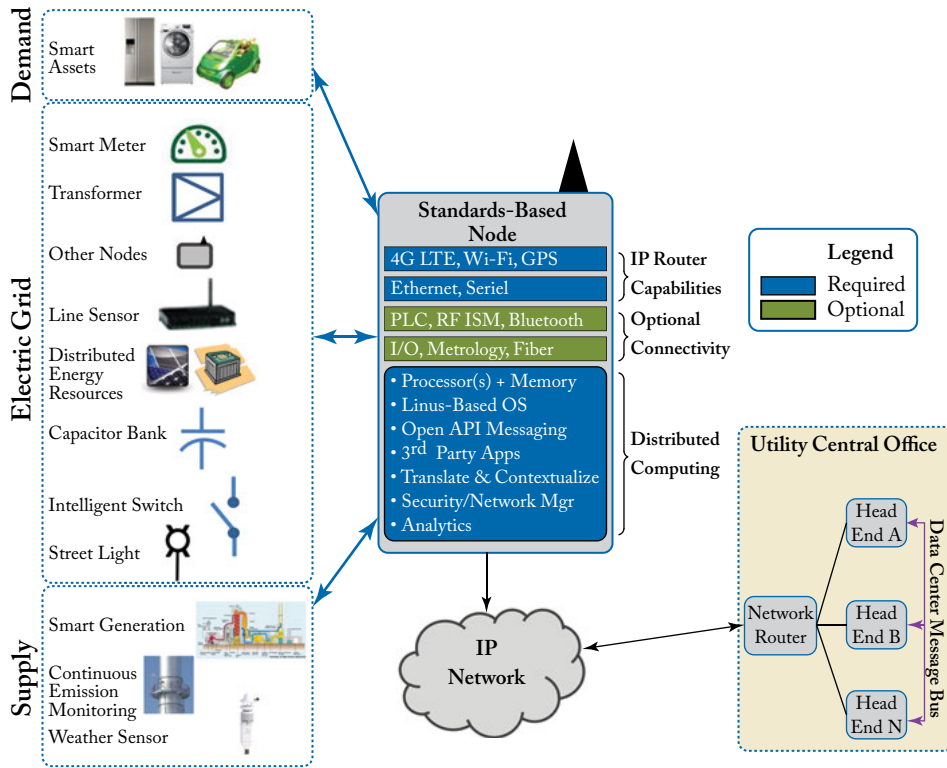 Demand
Smart
Assets
Electric Grid
Smart Meter
Transformer
Other Nodes
Line Sensor
Distributed
Energy
Resources
Capacitor Bank
Intelligent Switch
Street Light
Supply
Smart Generation
Continuous
Emission
Monitoring
Weather Sensor
Standards-Based
Node
4G LTE, Wi-Fi, GPS
Ethernet, Seriel
PLC, RF ISM, Bluetooth
I/O, Metrology, Fiber
• Processor(s) + Memory
• Linus-Based OS
• Open API Messaging
• 3rd Party Apps
• Translate & Contextualize
• Security/Network Mgr
• Analytics
IP Router
Capabilities
Optional
Connectivity
Distributed
Computing
Legend
Required
Optional
IP
Network
Utility Central Office
Network
Router
Head
End A
Head
End B
Head
End N
Data Center Message Bus